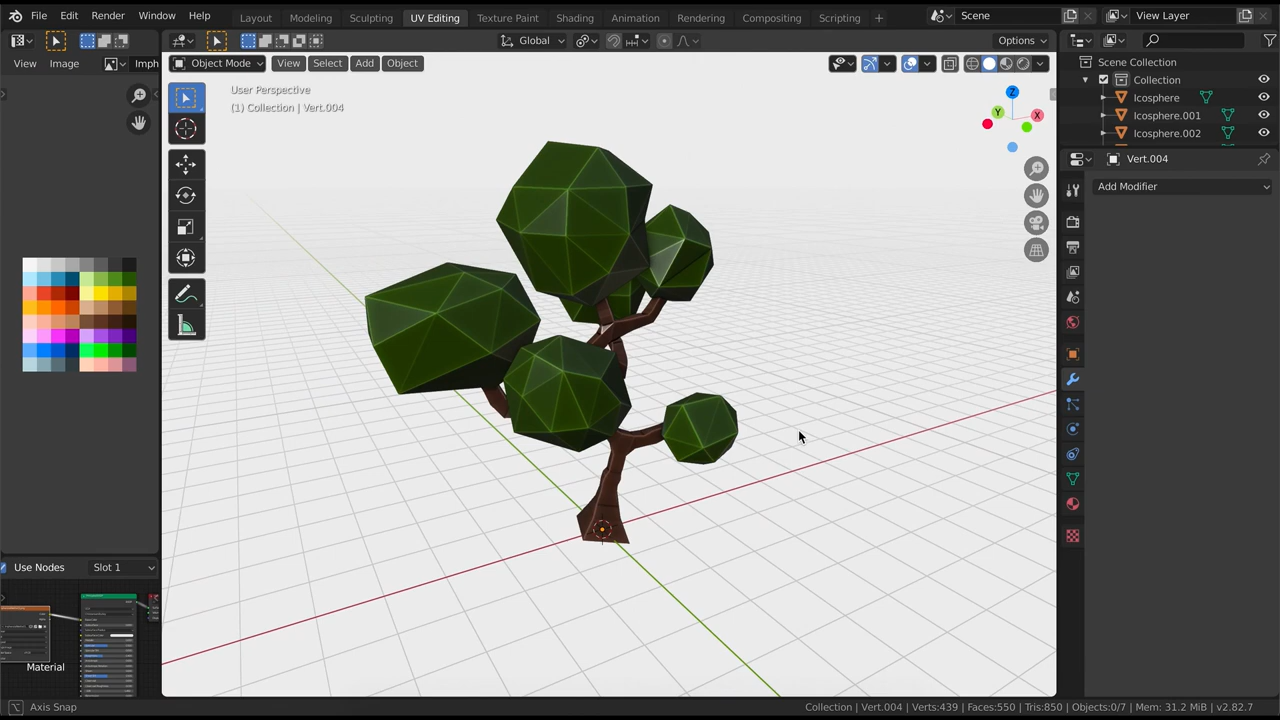 File Edit Render Window Help Layout Modeling Sculpting UV Editing Texture Paint Shading Animation Rendering Compositing Scripting + Scene View Layer
Global Options
View Image Imph Object Mode View Select Add Object
Scene Collection
Collection
Icosphere
Icosphere.001
Icosphere.002
User Perspective
(1) Collection | Vert.004
Z
Y
X
Vert.004
Add Modifier
Use Nodes Slot 1
Material
Axis Snap
Collection | Vert.004 | Verts:439 | Faces:550 | Tris:850 | Objects:0/7 | Mem: 31.2 MiB | v2.82.7